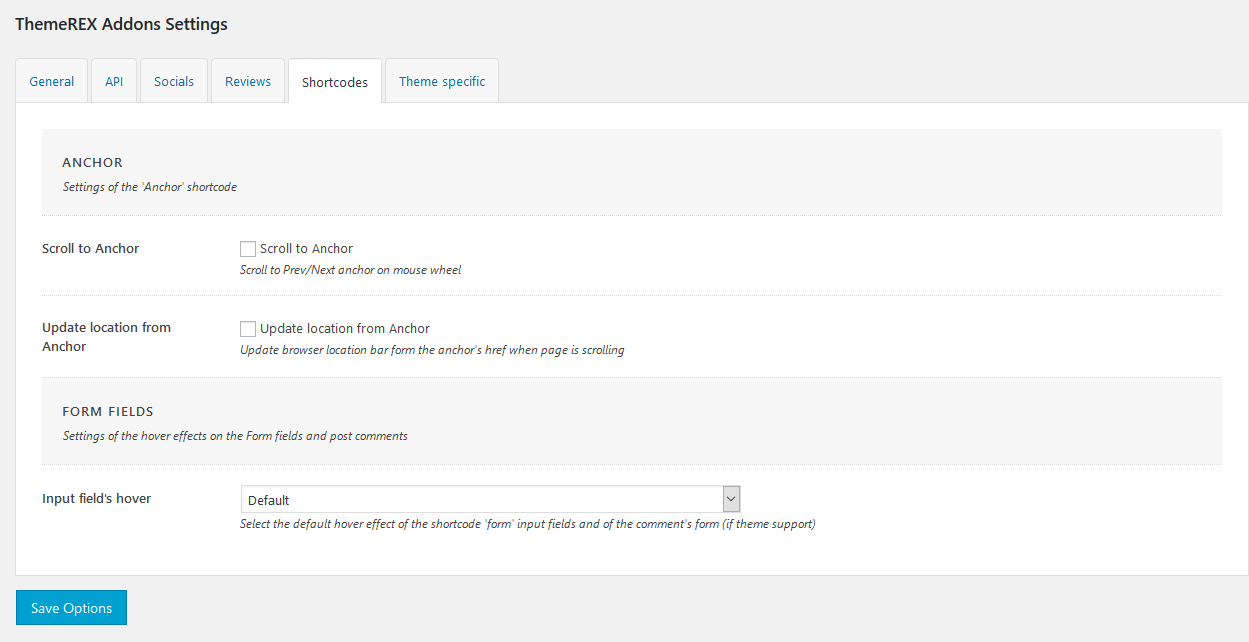 ThemeREX Addons Settings
General API Socials Reviews Shortcodes Theme specific
ANCHOR
Settings of the 'Anchor' shortcode
Scroll to Anchor
Scroll to Anchor
Scroll to Prev/Next anchor on mouse wheel
Update location from
Anchor
Update location from Anchor
Update browser location bar form the anchor's href when page is scrolling
FORM FIELDS
Settings of the hover effects on the Form fields and post comments
Input field's hover
Default
Select the default hover effect of the shortcode 'form' input fields and of the comment's form (if theme support)
Save Options